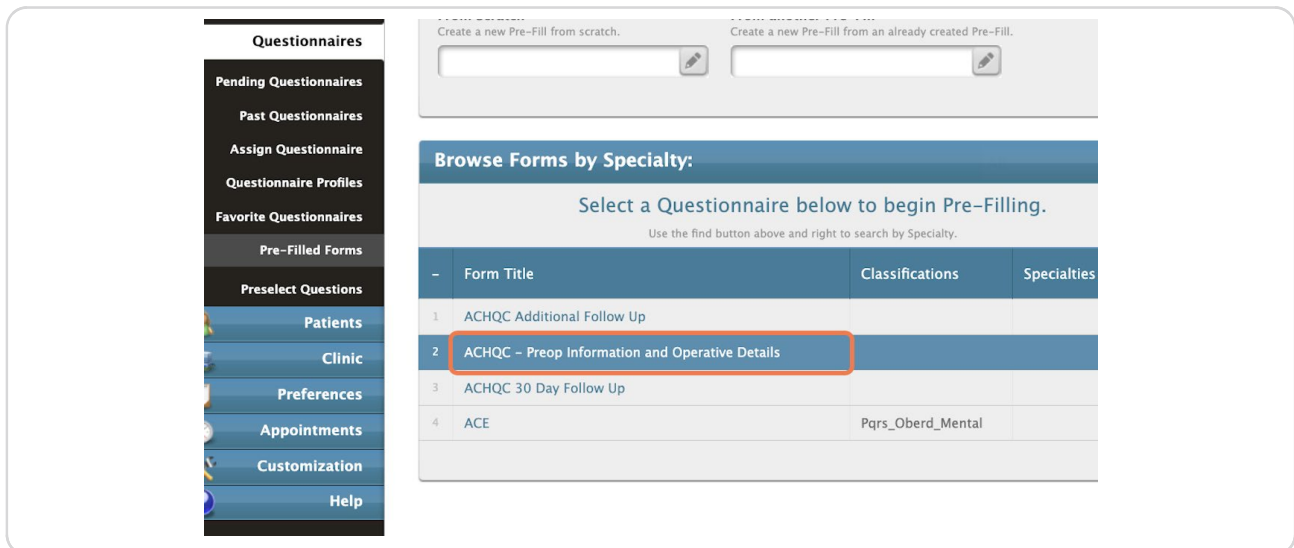 Questionnaires
Pending Questionnaires
Past Questionnaires
Assign Questionnaire
Questionnaire Profiles
Favorite Questionnaires
Pre-Filled Forms
Preselect Questions
Patients
Clinic
Preferences
Appointments
Customization
Help
Create a new Pre-Fill from scratch.
Create a new Pre-Fill from an already created Pre-Fill.
Browse Forms by Specialty:
Select a Questionnaire below to begin Pre-Filling.
Use the find button above and right to search by Specialty.
– Form Title Classifications Specialties
1 ACHQC Additional Follow Up
2 ACHQC – Preop Information and Operative Details
3 ACHQC 30 Day Follow Up
4 ACE Pqrs_Oberd_Mental